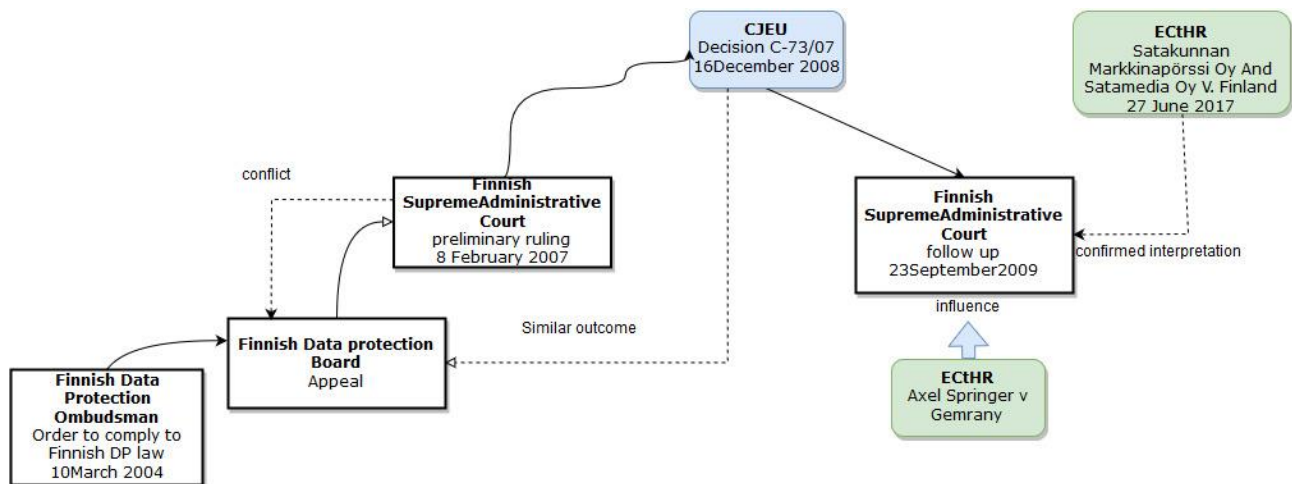 CJEU
Decision C-73/07
16December 2008
ECtHR
Satakunnan
Markkinapörssi Oy And
Satamedia Oy V. Finland
27 June 2017
conflict
Finnish
SupremeAdministrative
Court
preliminary ruling
8 February 2007
Finnish
SupremeAdministrative
Court
follow up
23September2009
confirmed interpretation
influence
Similar outcome
Finnish Data protection
Board
Appeal
ECtHR
Axel Springer v
Gemrany
Finnish Data
Protection
Ombudsman
Order to comply to
Finnish DP law
10March 2004